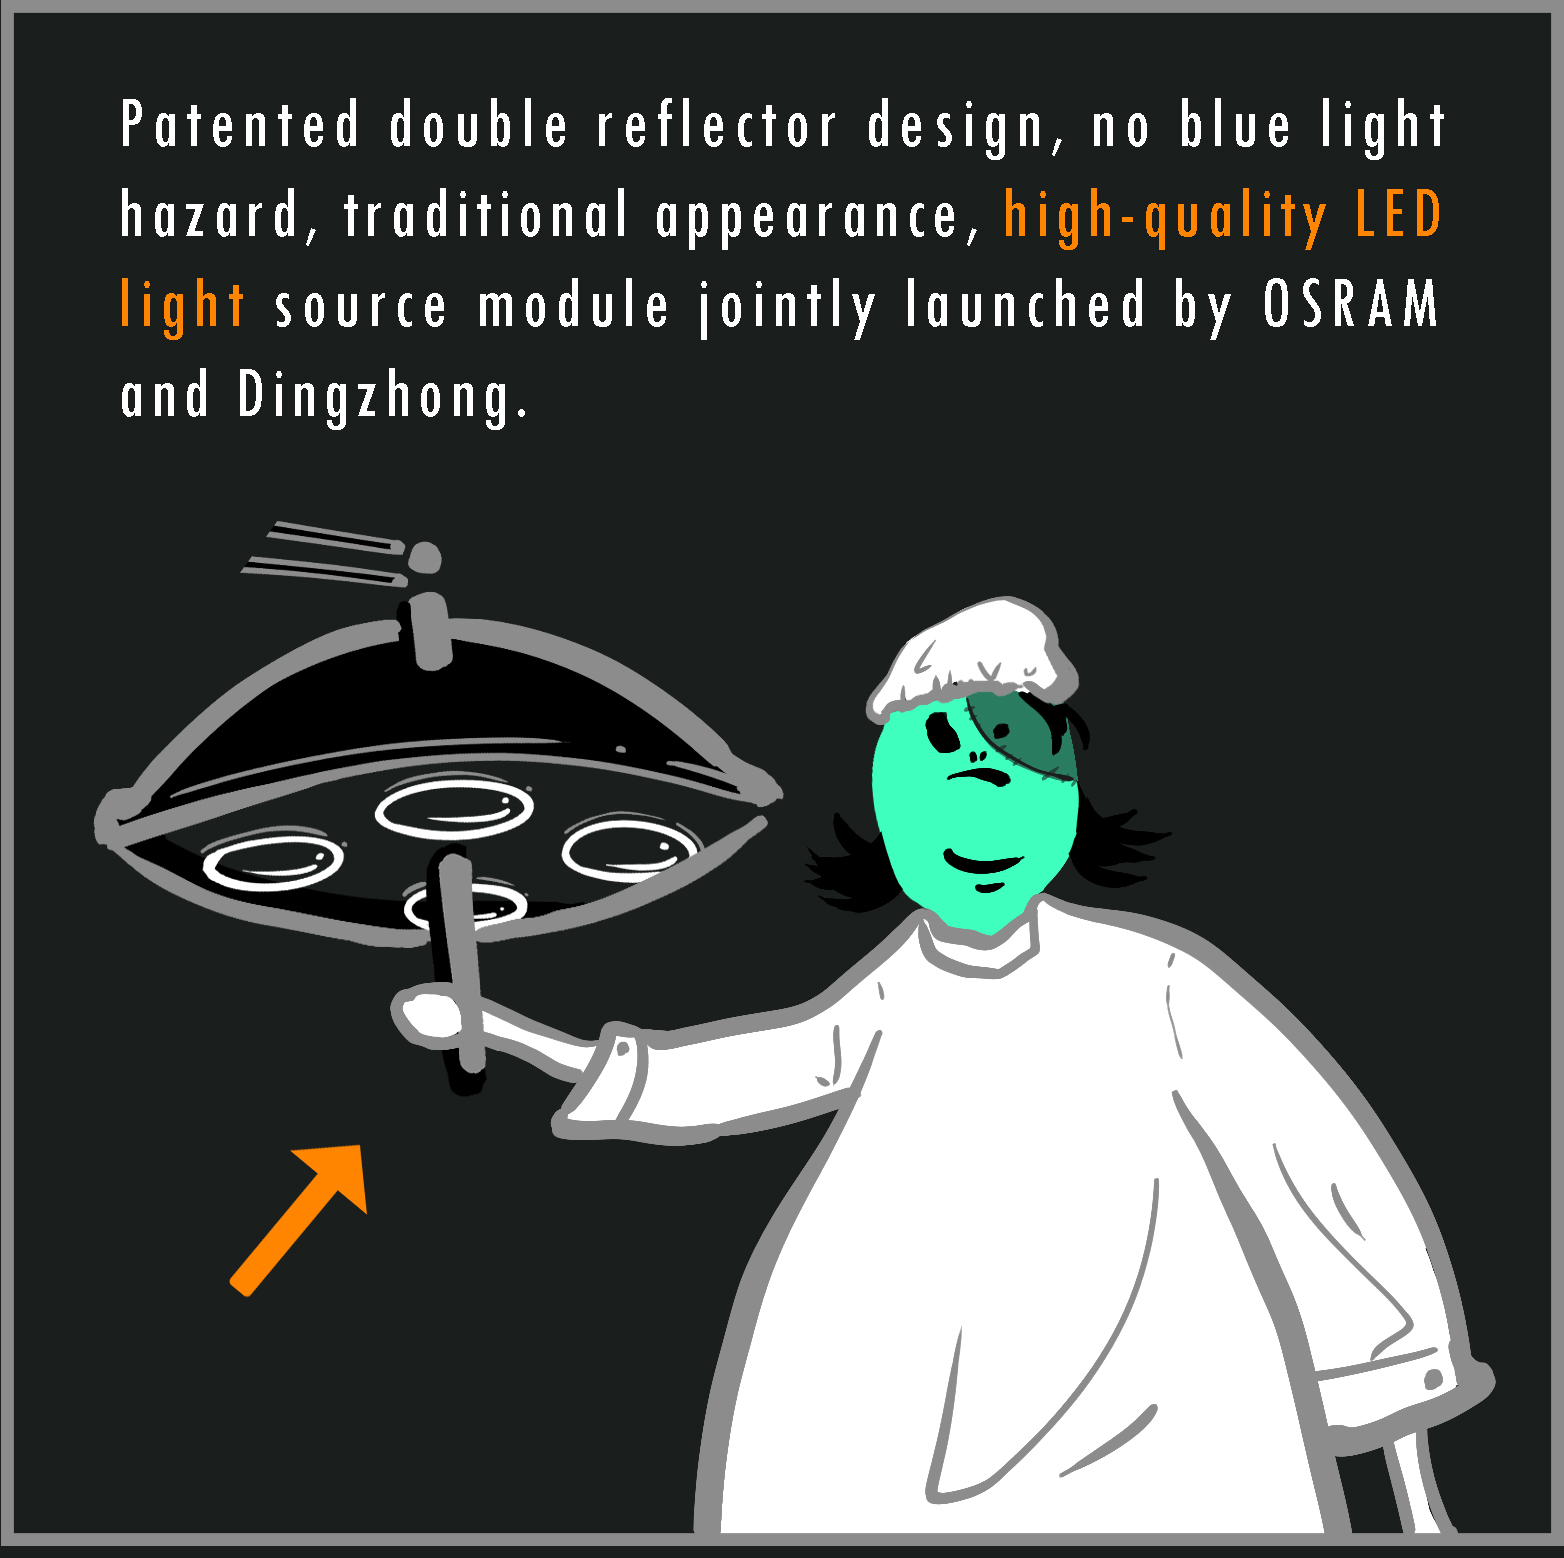 Patented double reflector design, no blue light
hazard, traditional appearance, high-quality LED
light source module jointly launched by OSRAM
and Dingzhong.